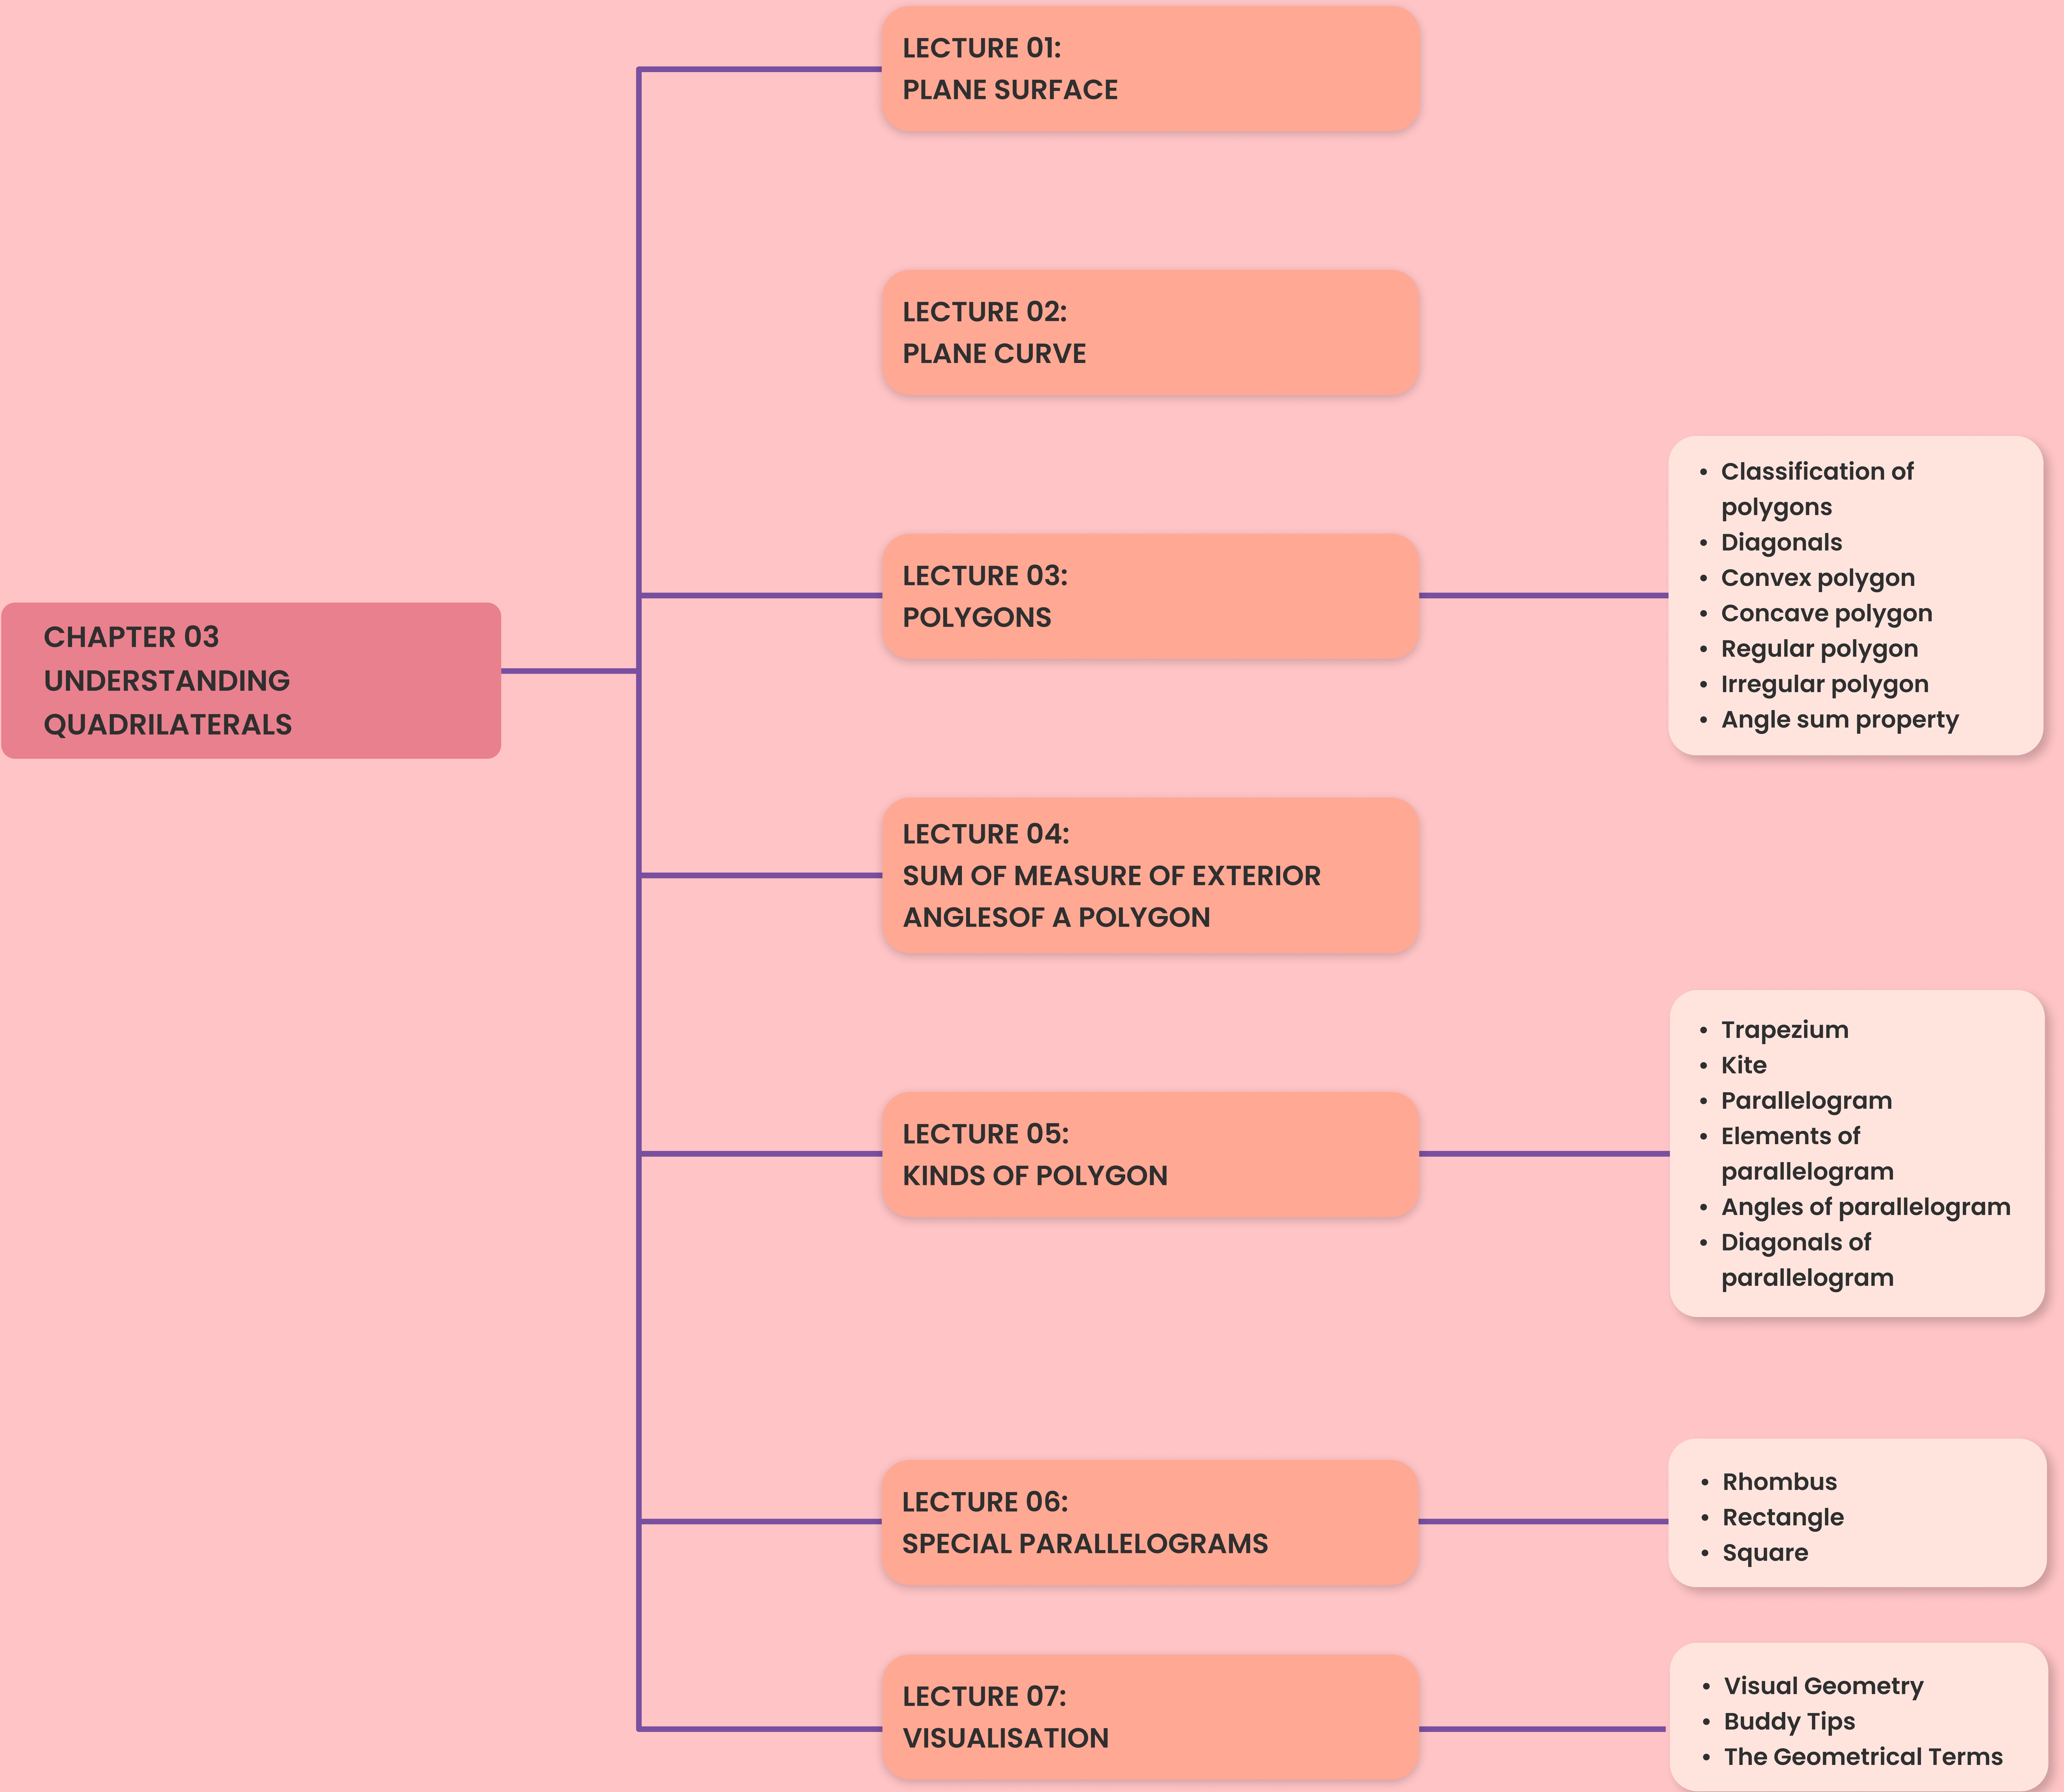 CHAPTER 03
UNDERSTANDING
QUADRILATERALS
LECTURE 01:
PLANE SURFACE
LECTURE 02:
PLANE CURVE
LECTURE 03:
POLYGONS
• Classification of
polygons
• Diagonals
• Convex polygon
• Concave polygon
• Regular polygon
• Irregular polygon
• Angle sum property
LECTURE 04:
SUM OF MEASURE OF EXTERIOR
ANGLESOF A POLYGON
LECTURE 05:
KINDS OF POLYGON
• Trapezium
• Kite
• Parallelogram
• Elements of
parallelogram
• Angles of parallelogram
• Diagonals of
parallelogram
LECTURE 06:
SPECIAL PARALLELOGRAMS
• Rhombus
• Rectangle
• Square
LECTURE 07:
VISUALISATION
• Visual Geometry
• Buddy Tips
• The Geometrical Terms